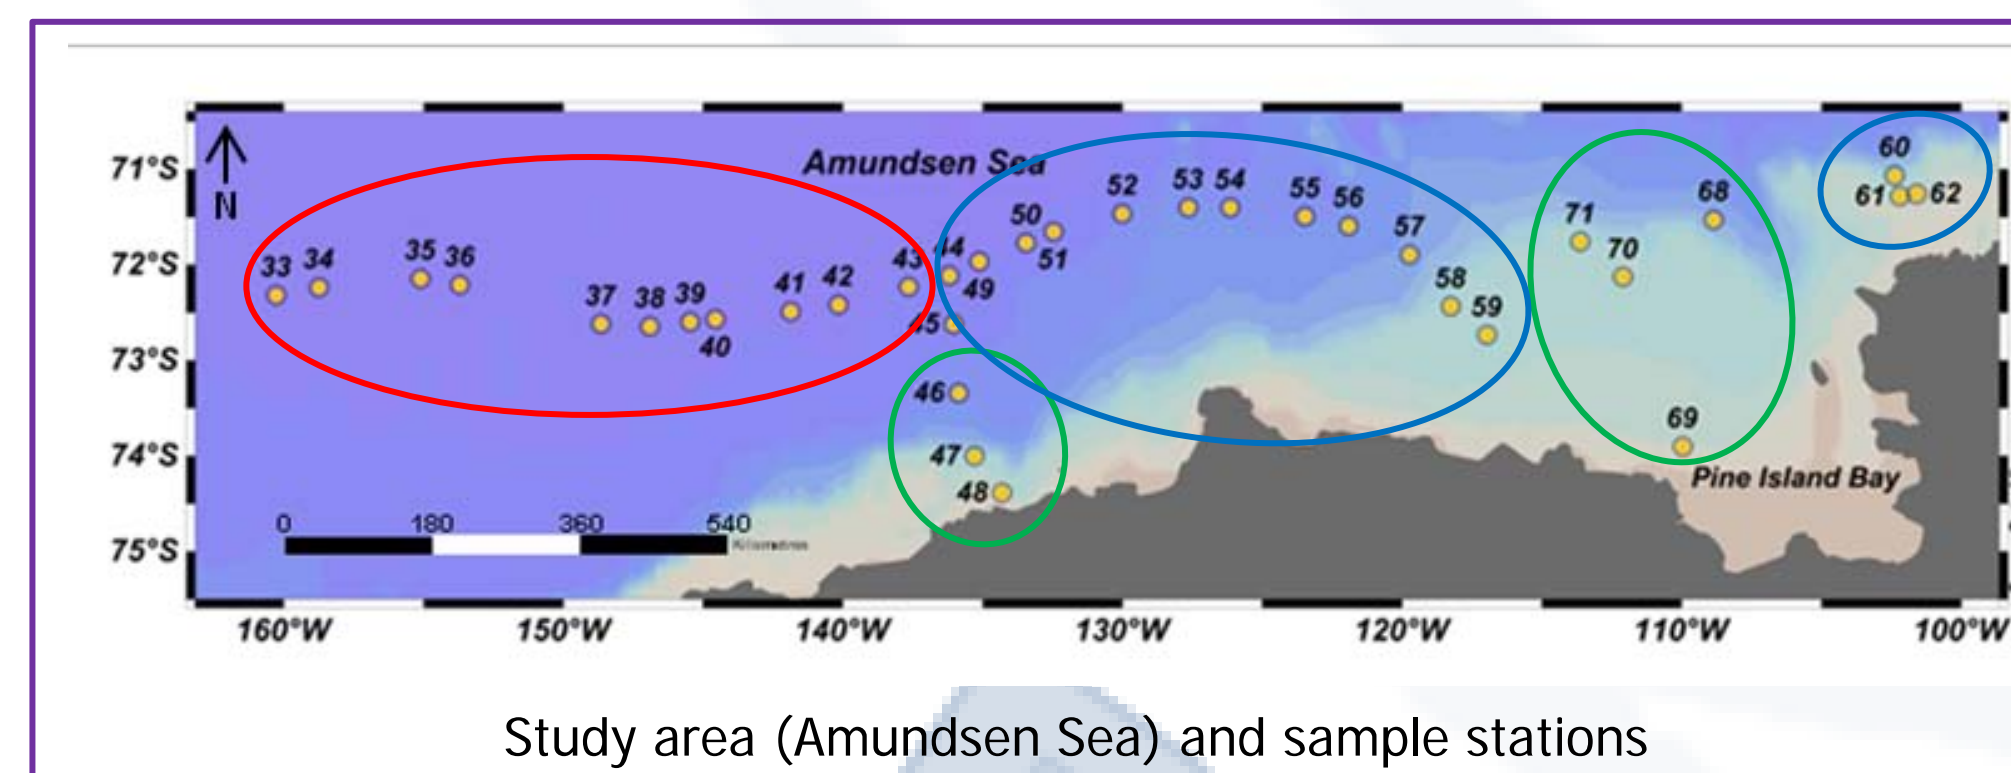 Amundsen Sea
71°S
72°S
73°S
74°S
75°S
N
33 34 35 36 37 38 39 40 41 42 43 44 45 46 47 48 49 50 51 52 53 54 55 56 57 58 59 71 70 68 69 60 61 62
Pine Island Bay
0 180 360 540
Kilometres
160°W 150°W 140°W 130°W 120°W 110°W 100°W
Study area (Amundsen Sea) and sample stations